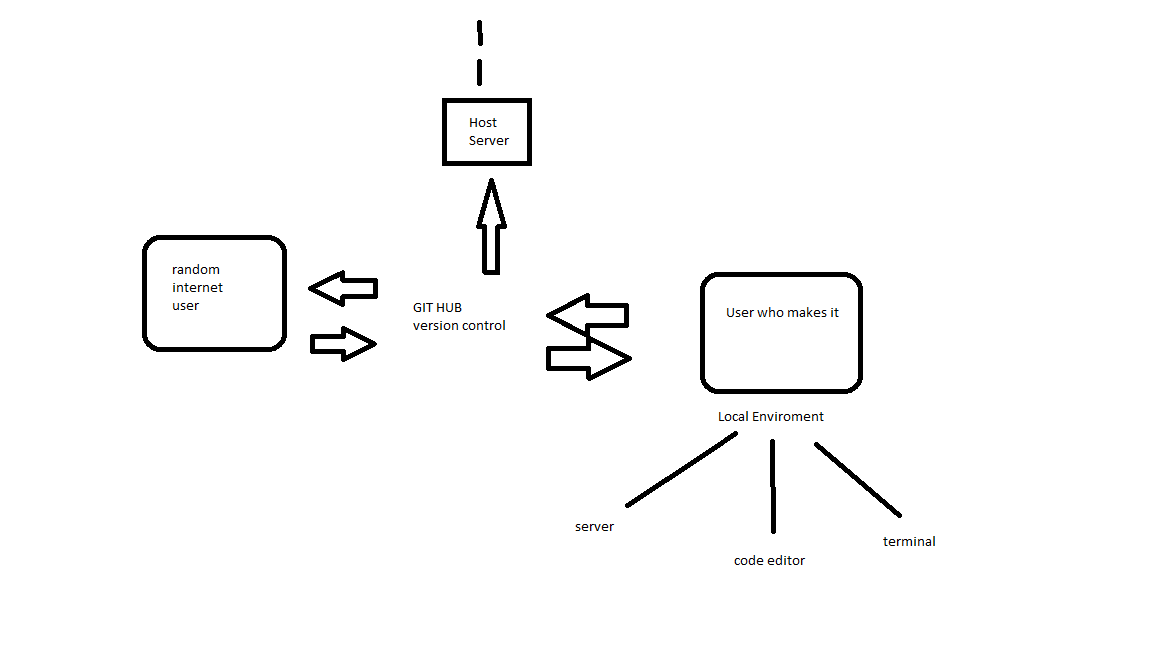 Host
Server
random
internet
user
GIT HUB
version control
User who makes it
Local Enviroment
server
code editor
terminal